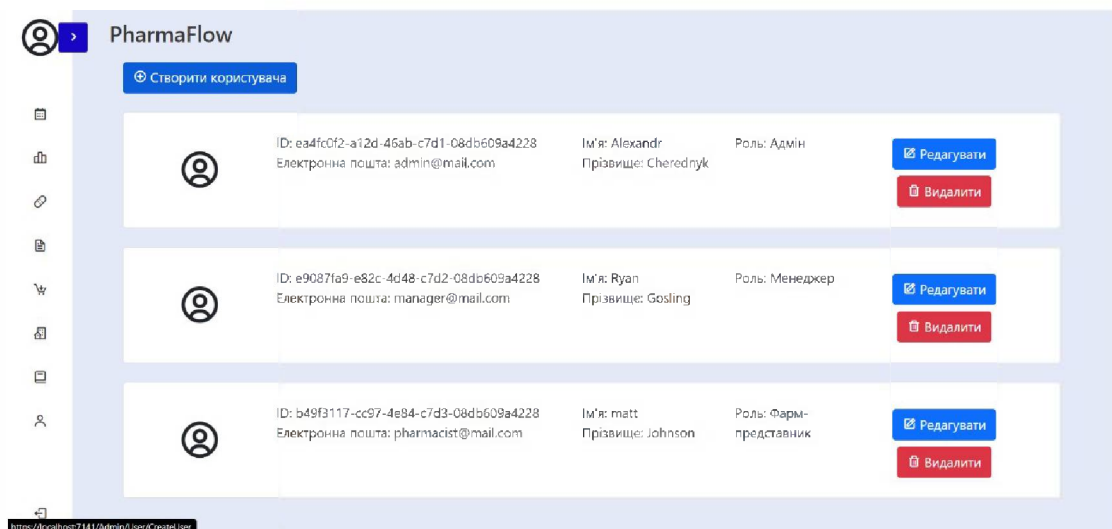 PharmaFlow
Створити користувача
ID: ea4fc0f2-a12d-46ab-c7d1-08db609a4228
Електронна пошта: admin@mail.com
Ім'я: Alexandr
Прізвище: Cherednyk
Роль: Адмін
Редагувати
Видалити
ID: e9087fa9-e82c-4d48-c7d2-08db609a4228
Електронна пошта: manager@mail.com
Ім'я: Ryan
Прізвище: Gosling
Роль: Менеджер
Редагувати
Видалити
ID: b49f3117-cc97-4e84-c7d3-08db609a4228
Електронна пошта: pharmacist@mail.com
Ім'я: matt
Прізвище: Johnson
Роль: Фарм-
представник
Редагувати
Видалити
https://localhost:7141/Admin/User/CreateUser